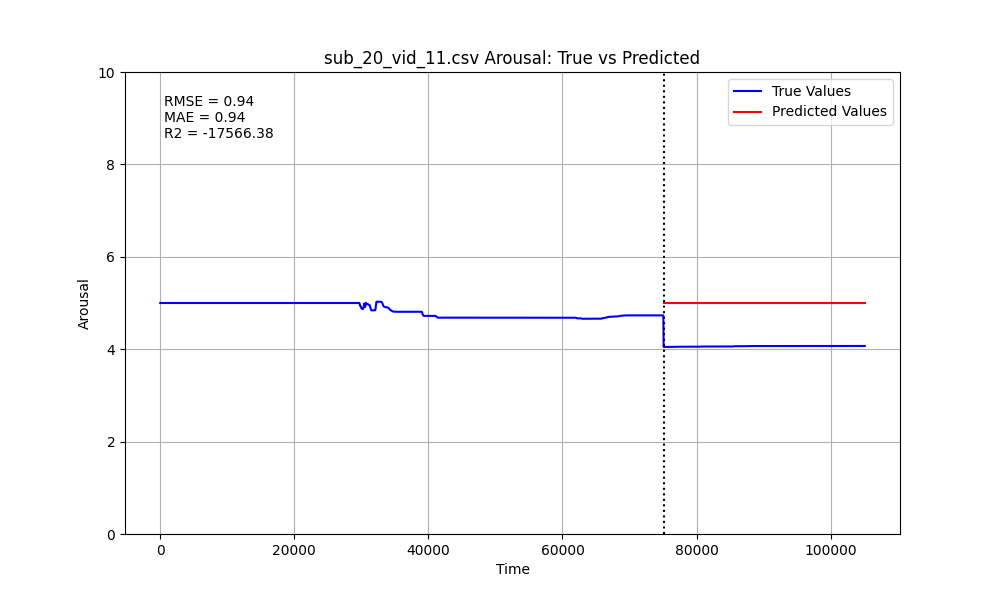 sub_20_vid_11.csv Arousal: True vs Predicted
RMSE = 0.94
MAE = 0.94
R2 = -17566.38
True Values
Predicted Values
Arousal
10
8
6
4
2
0
0
20000
40000
60000
80000
100000
Time